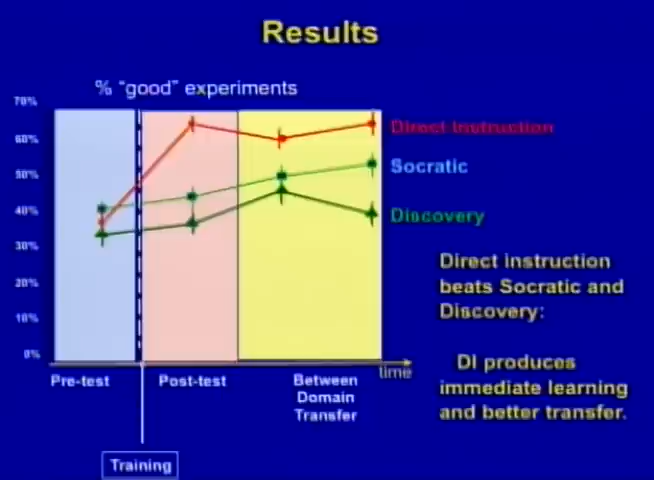 Results
% "good" experiments
70%
60%
50%
40%
30%
20%
10%
0%
Direct Instruction
Socratic
Discovery
Direct instruction
beats Socratic and
Discovery:
DI produces
immediate learning
and better transfer.
time
Pre-test
Post-test
Between
Domain
Transfer
Training